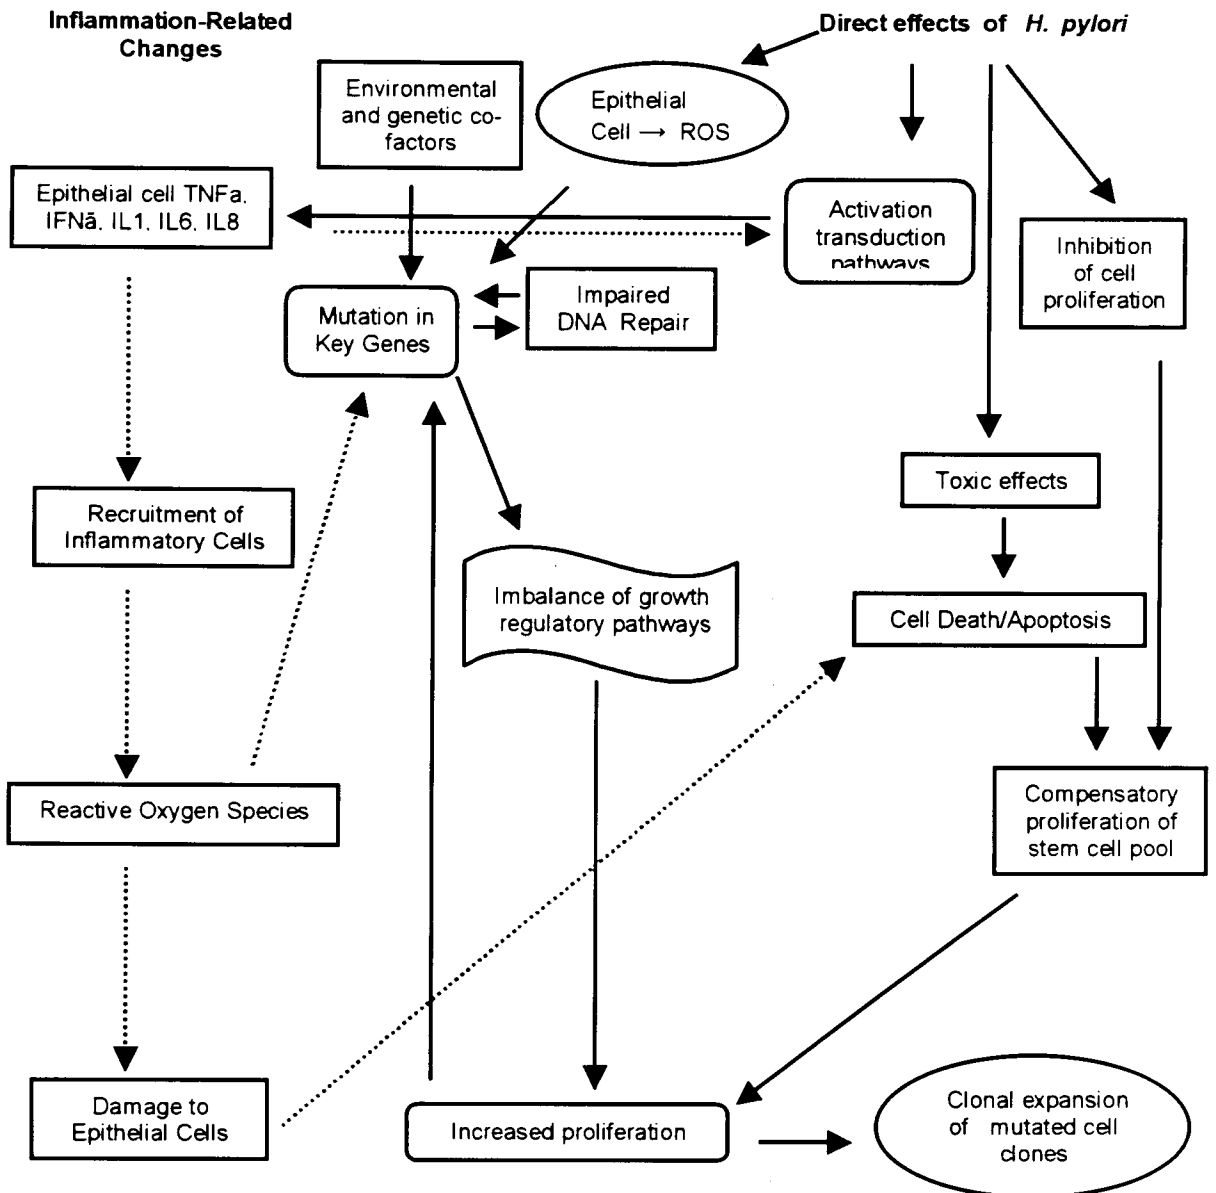 Inflammation-Related
Changes
Direct effects of H. pylori
Environmental
and genetic co-
factors
Epithelial
Cell → ROS
Epithelial cell TNFa,
IFNā, IL1, IL6, IL8
Activation
transduction
pathways
Inhibition
of cell
proliferation
Mutation in
Key Genes
Impaired
DNA Repair
Toxic effects
Recruitment of
Inflammatory Cells
Imbalance of growth
regulatory pathways
Cell Death/Apoptosis
Reactive Oxygen Species
Compensatory
proliferation of
stem cell pool
Damage to
Epithelial Cells
Increased proliferation
Clonal expansion
of mutated cell
clones